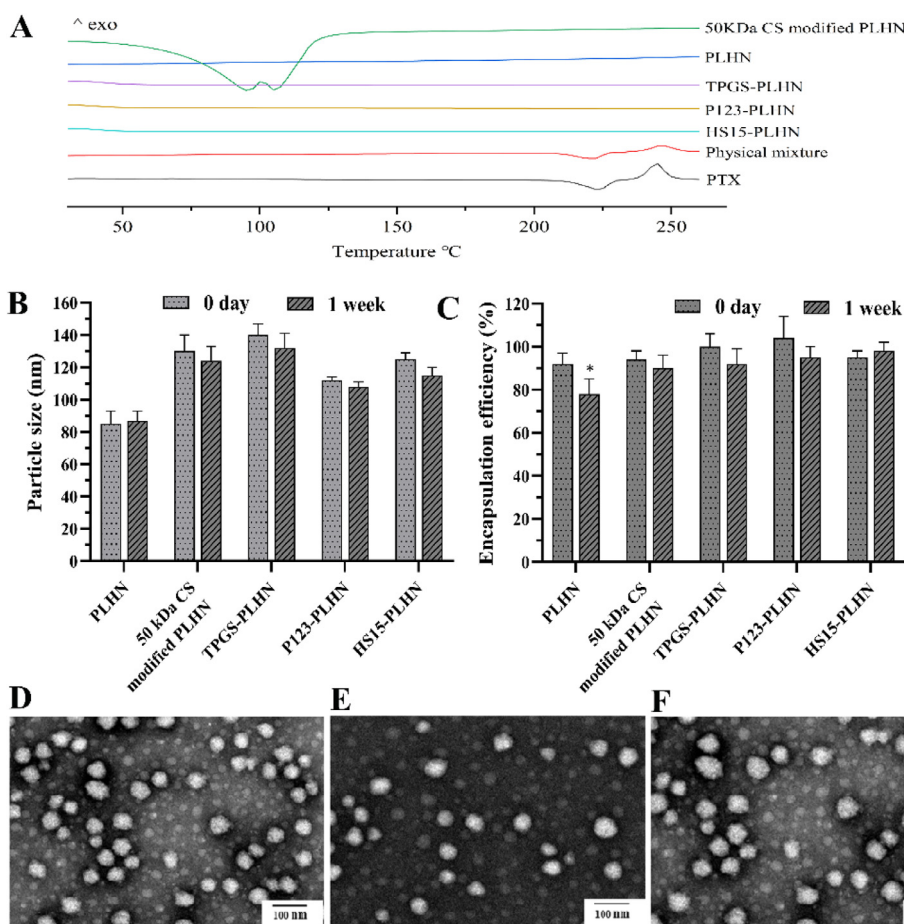 A
^ exo
50KDa CS modified PLHN
PLHN
TPGS-PLHN
P123-PLHN
HS15-PLHN
Physical mixture
PTX
50 100 150 200 250
Temperature °C
B
0 day 1 week
Particle size (nm)
160
140
120
100
80
60
40
20
0
PLHN
50 kDa CS
modified PLHN
TPGS-PLHN
P123-PLHN
HS15-PLHN
C
0 day 1 week
Encapsulation efficiency (%)
120
100
80
60
40
20
0
*
PLHN
50 kDa CS
modified PLHN
TPGS-PLHN
P123-PLHN
HS15-PLHN
D
100 nm
E
100 nm
F
100 nm